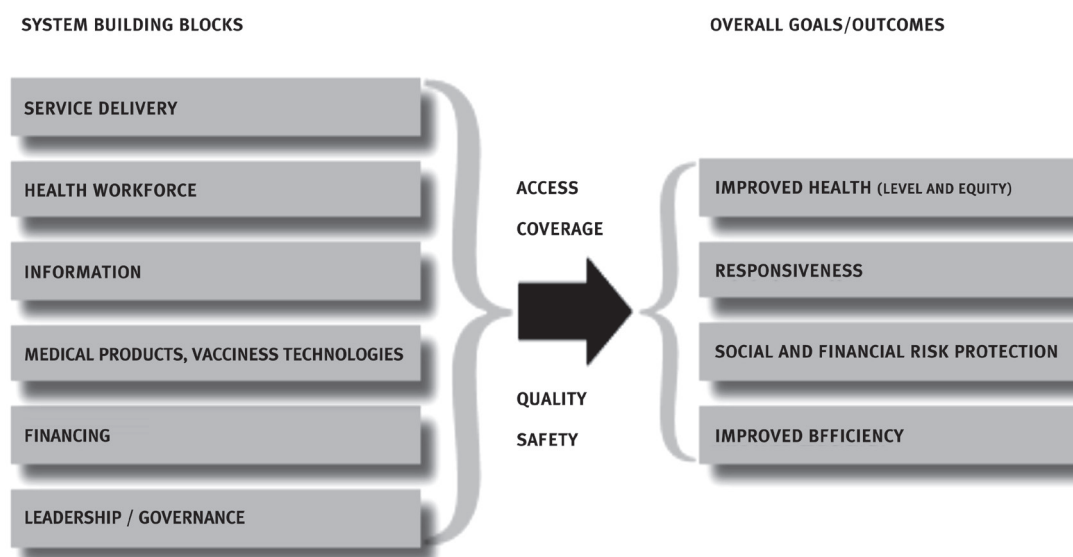 SYSTEM BUILDING BLOCKS
SERVICE DELIVERY
HEALTH WORKFORCE
INFORMATION
MEDICAL PRODUCTS, VACCINESS TECHNOLOGIES
FINANCING
LEADERSHIP / GOVERNANCE
ACCESS
COVERAGE
QUALITY
SAFETY
OVERALL GOALS/OUTCOMES
IMPROVED HEALTH (LEVEL AND EQUITY)
RESPONSIVENESS
SOCIAL AND FINANCIAL RISK PROTECTION
IMPROVED BFFICIENCY